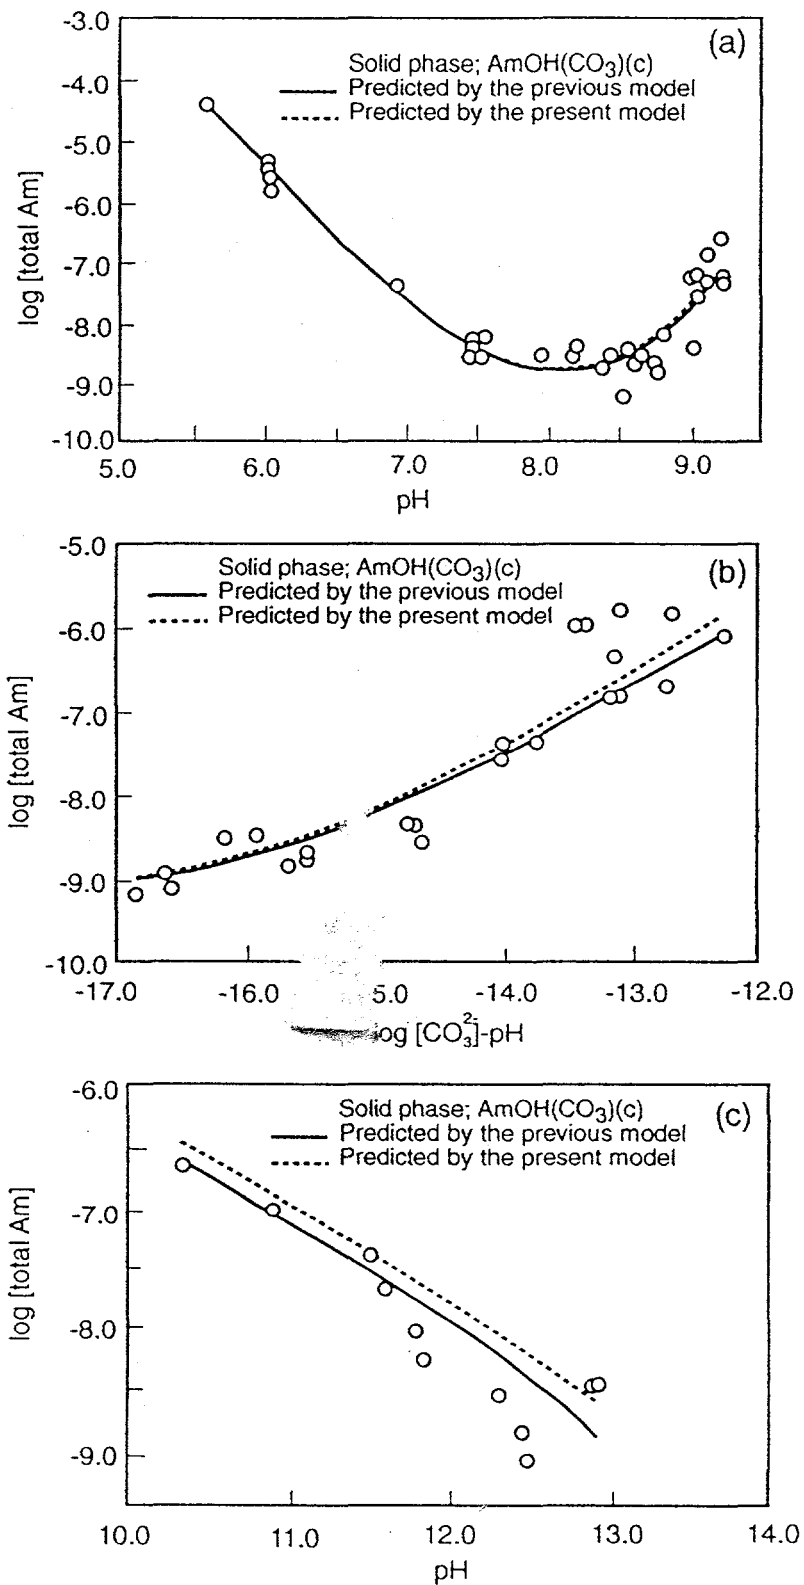 -3.0
(a)
Solid phase; AmOH(CO3)(c)
Predicted by the previous model
Predicted by the present model
-4.0
-5.0
-6.0
-7.0
-8.0
-9.0
-10.0
log [total Am]
5.0 6.0 7.0 8.0 9.0
pH
-5.0
(b)
Solid phase; AmOH(CO3)(c)
Predicted by the previous model
Predicted by the present model
-6.0
-7.0
-8.0
-9.0
-10.0
log [total Am]
-17.0 -16.0 5.0 -14.0 -13.0 -12.0
og [CO3²⁻]-pH
-6.0
(c)
Solid phase; AmOH(CO3)(c)
Predicted by the previous model
Predicted by the present model
-7.0
-8.0
-9.0
log [total Am]
10.0 11.0 12.0 13.0 14.0
pH